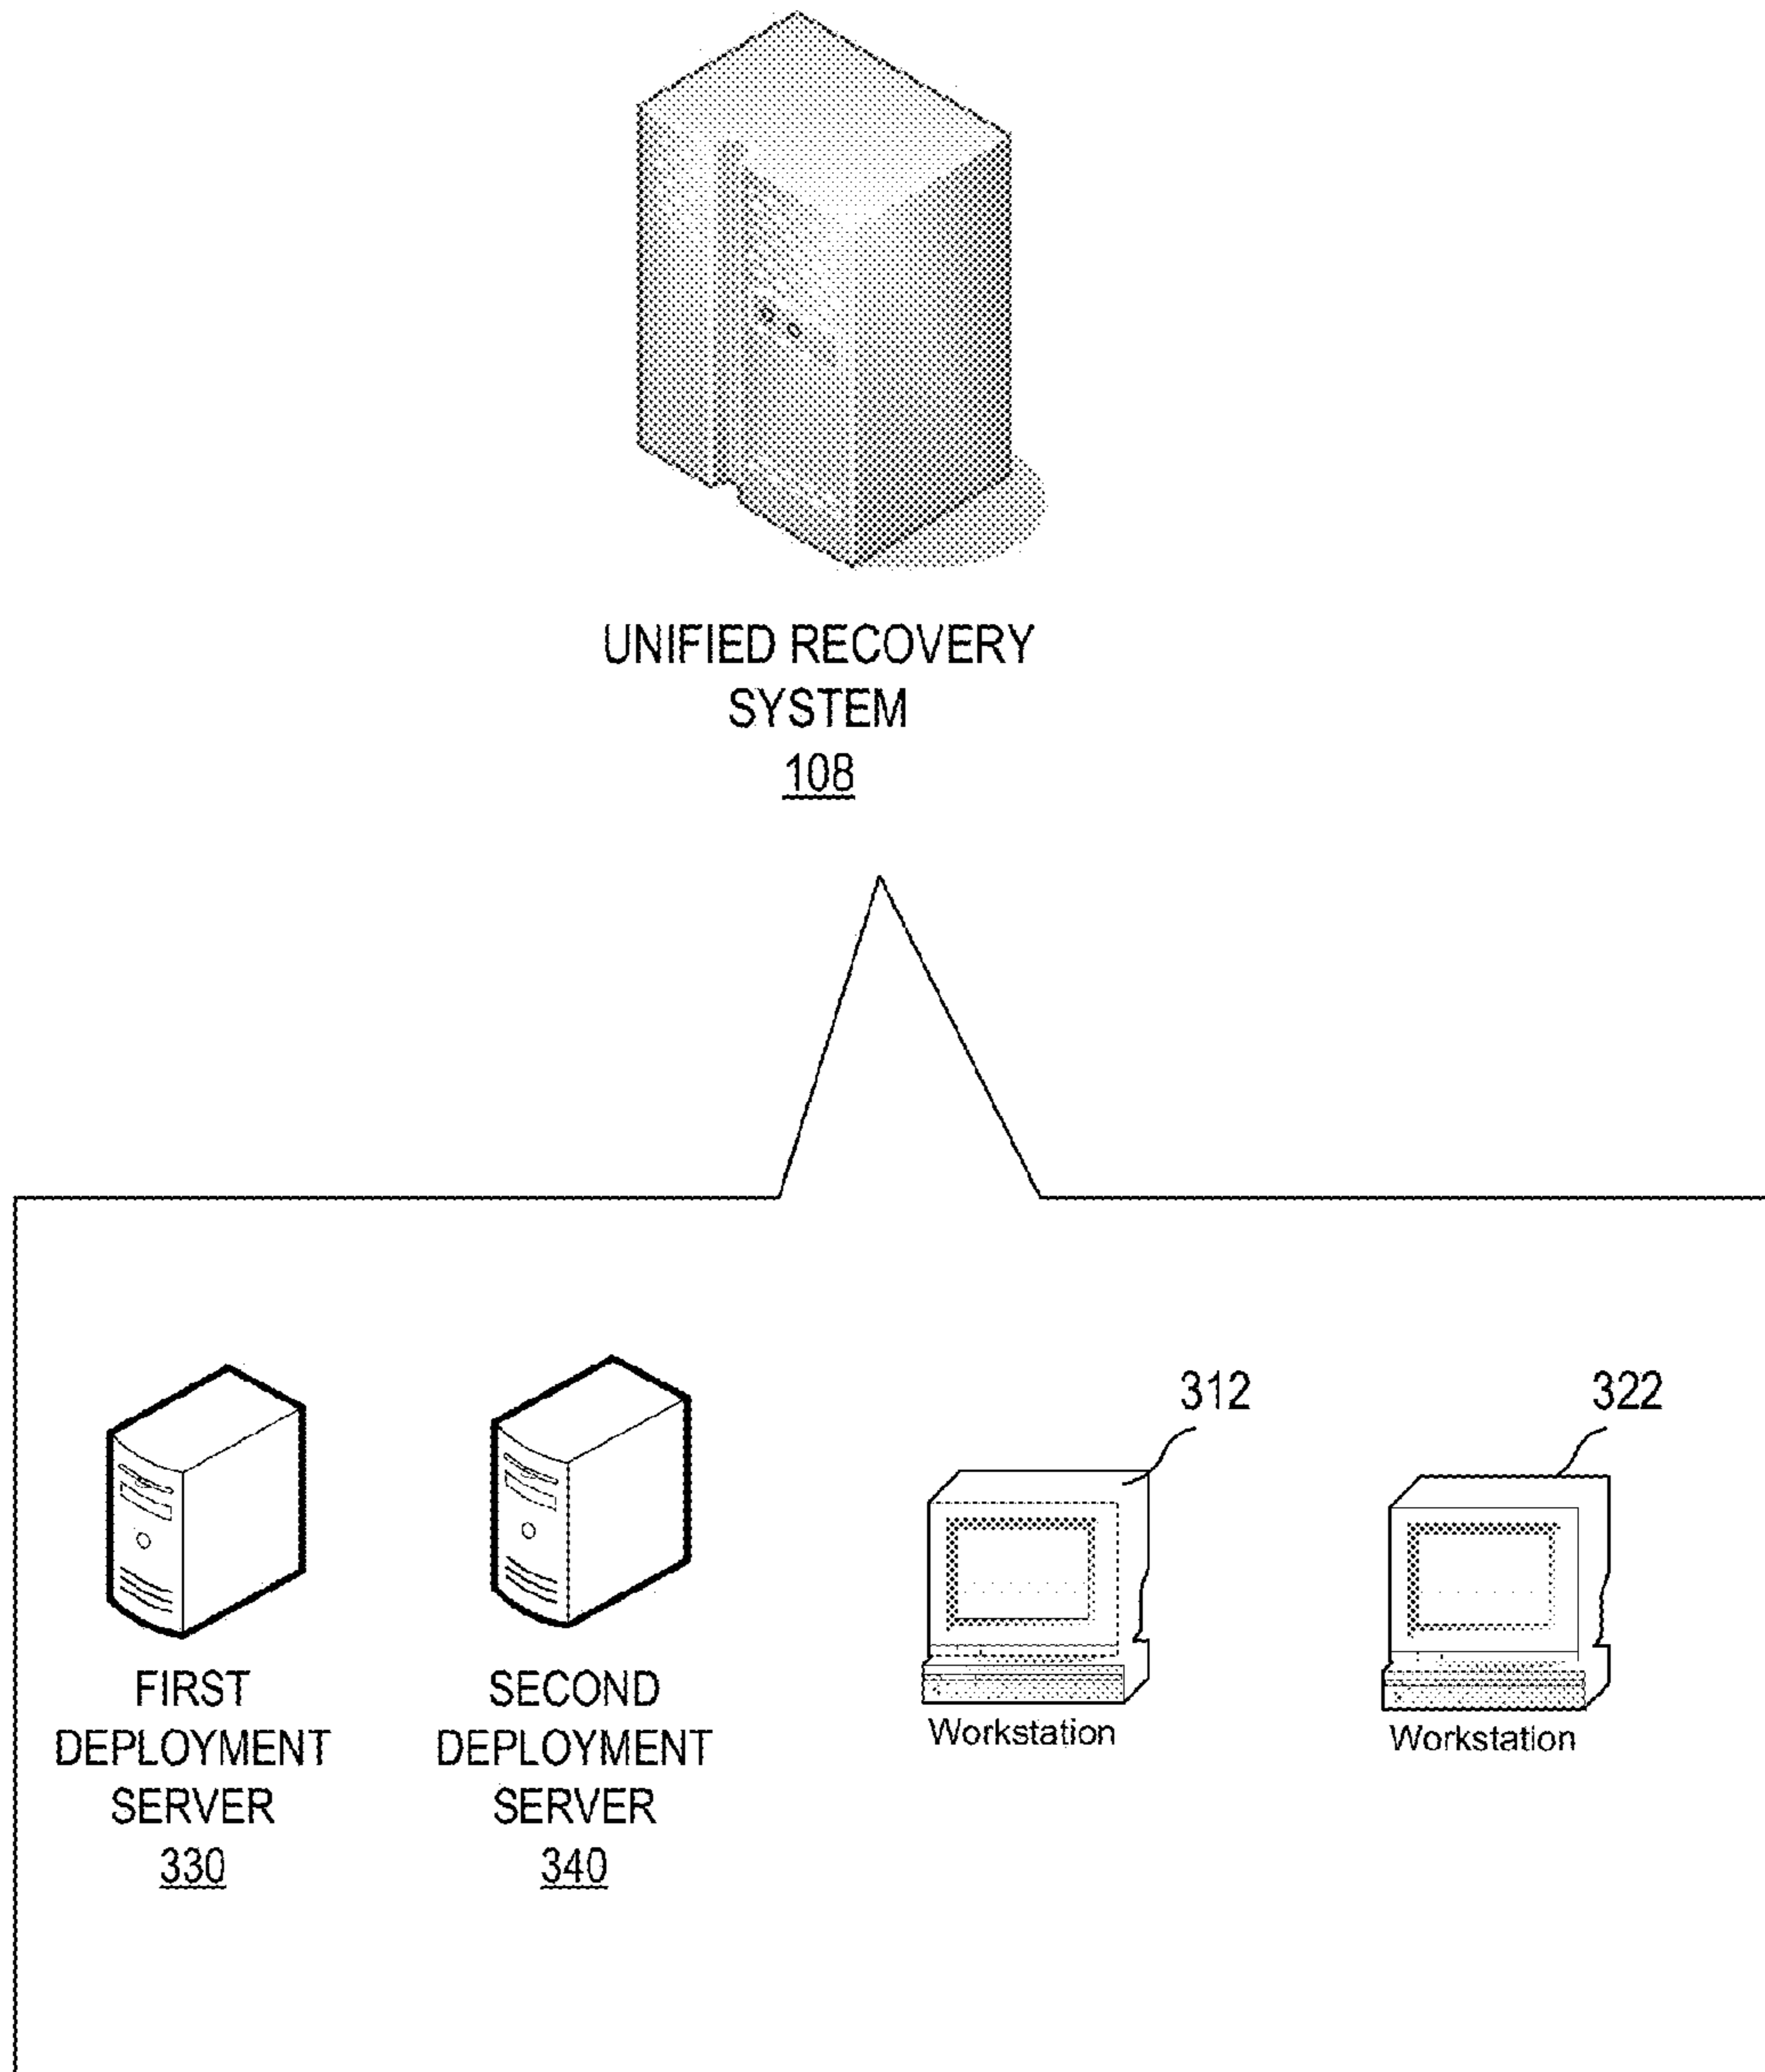 UNIFIED RECOVERY
SYSTEM
108
312
322
FIRST
DEPLOYMENT
SERVER
330
SECOND
DEPLOYMENT
SERVER
340
Workstation
Workstation